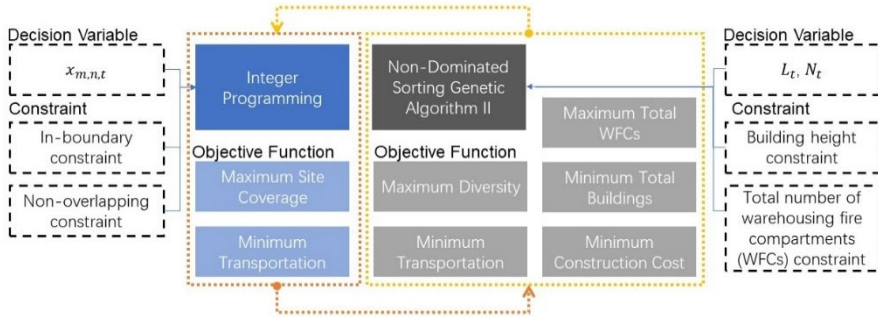 Decision Variable
x_{m,n,t}
Constraint
In-boundary
constraint
Non-overlapping
constraint
Integer
Programming
Objective Function
Maximum Site
Coverage
Minimum
Transportation
Non-Dominated
Sorting Genetic
Algorithm II
Objective Function
Maximum Diversity
Minimum
Transportation
Maximum Total
WFCs
Minimum Total
Buildings
Minimum
Construction Cost
Decision Variable
L_t, N_t
Constraint
Building height
constraint
Total number of
warehousing fire
compartments
(WFCs) constraint